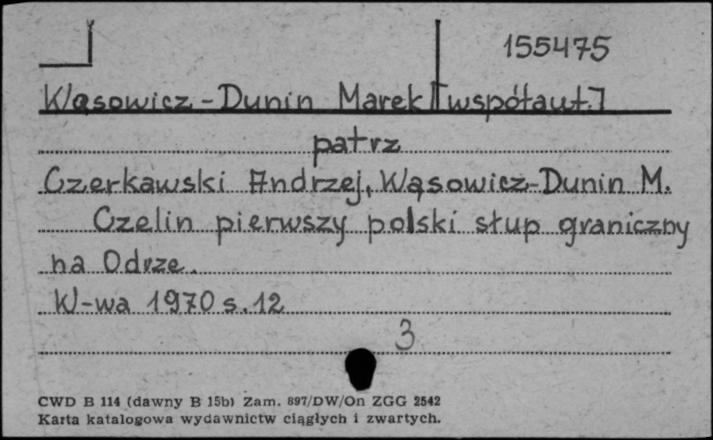 155475
Wąsowicz-Dunin Marek [współaut.]
patrz
Czerkawski Andrzej, Wąsowicz-Dunin M.
Czelin pierwszy polski słup graniczny
na Odrze.
W-wa 1970 s. 12
3
CWD B 114 (dawny B 15b) Zam. 897/DW/On ZGG 2542
Karta katalogowa wydawnictw ciągłych i zwartych.